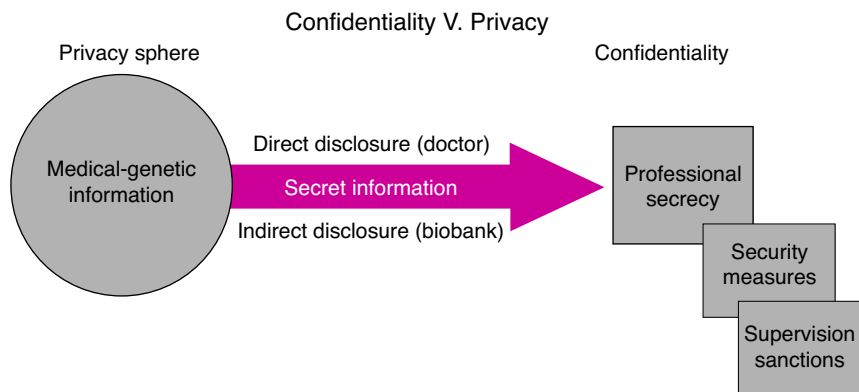 Confidentiality V. Privacy
Privacy sphere
Confidentiality
Medical-genetic
information
Direct disclosure (doctor)
Secret information
Indirect disclosure (biobank)
Professional
secrecy
Security
measures
Supervision
sanctions